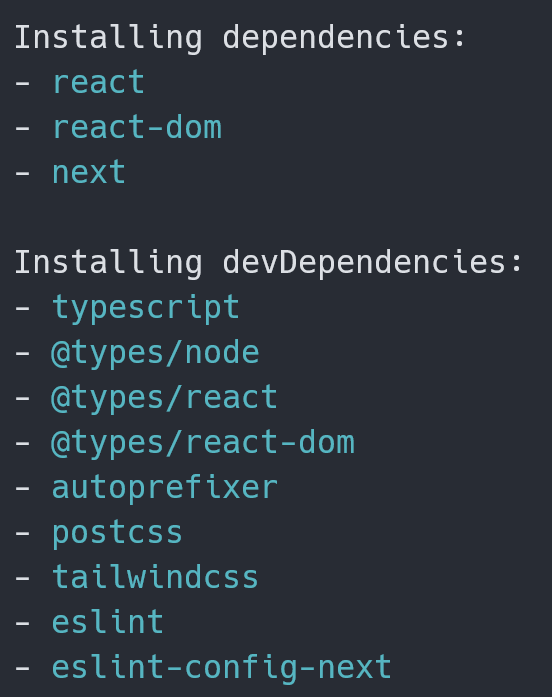 Installing dependencies:
- react
- react-dom
- next

Installing devDependencies:
- typescript
- @types/node
- @types/react
- @types/react-dom
- autoprefixer
- postcss
- tailwindcss
- eslint
- eslint-config-next